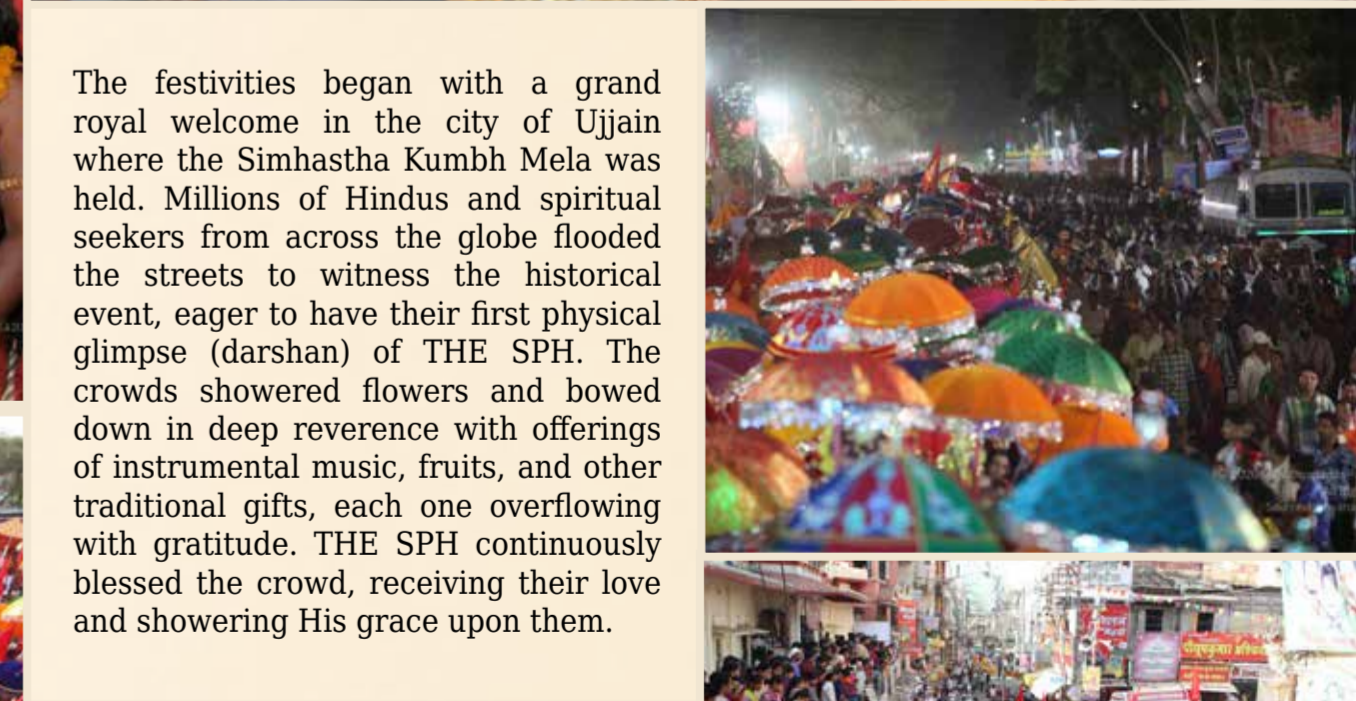 The festivities began with a grand
royal welcome in the city of Ujjain
where the Simhastha Kumbh Mela was
held. Millions of Hindus and spiritual
seekers from across the globe flooded
the streets to witness the historical
event, eager to have their first physical
glimpse (darshan) of THE SPH. The
crowds showered flowers and bowed
down in deep reverence with offerings
of instrumental music, fruits, and other
traditional gifts, each one overflowing
with gratitude. THE SPH continuously
blessed the crowd, receiving their love
and showering His grace upon them.